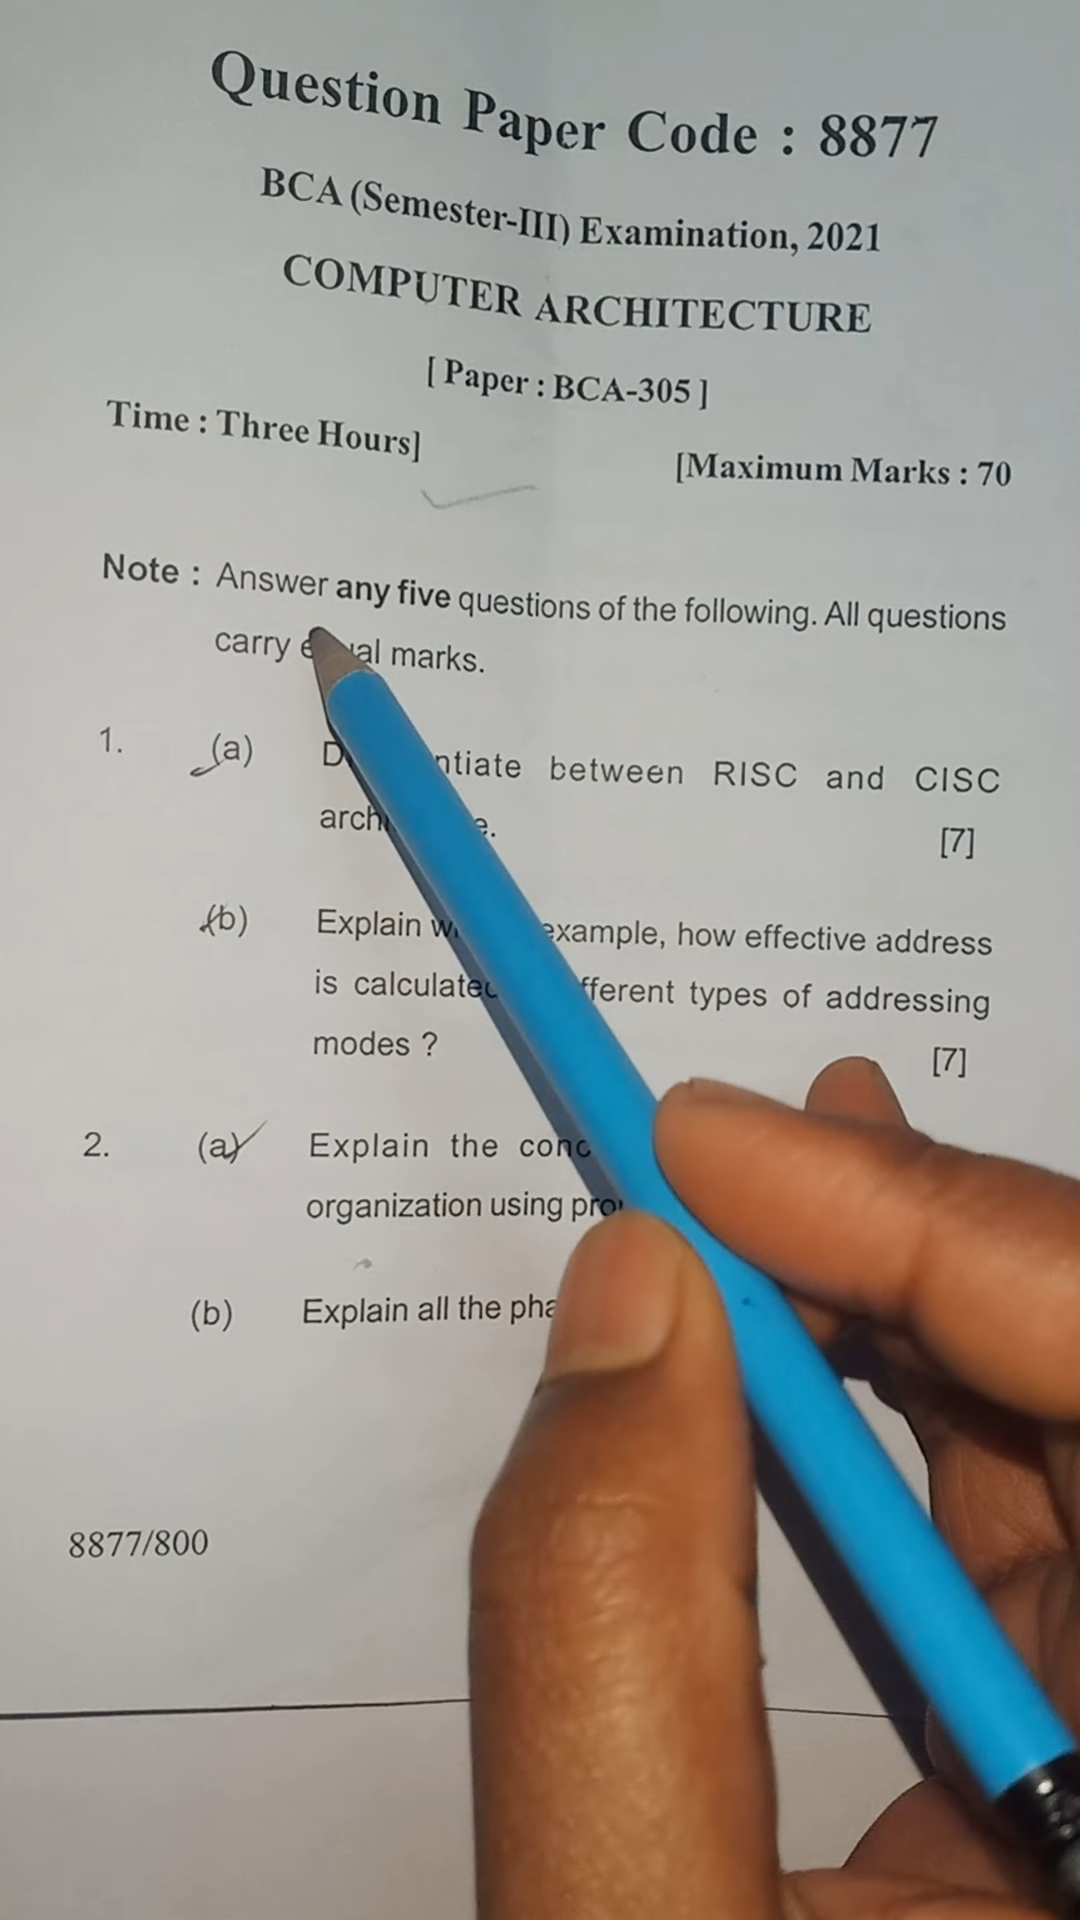 Question Paper Code : 8877
BCA (Semester-III) Examination, 2021
COMPUTER ARCHITECTURE
[ Paper : BCA-305 ]
Time : Three Hours]
[Maximum Marks : 70
Note : Answer any five questions of the following. All questions
carry marks.
1. (a) between RISC and CISC
[7]
(b) Explain example, how effective address
is types of addressing
modes ? [7]
2. (a) Explain the
organization using
(b) Explain all the
8877/800